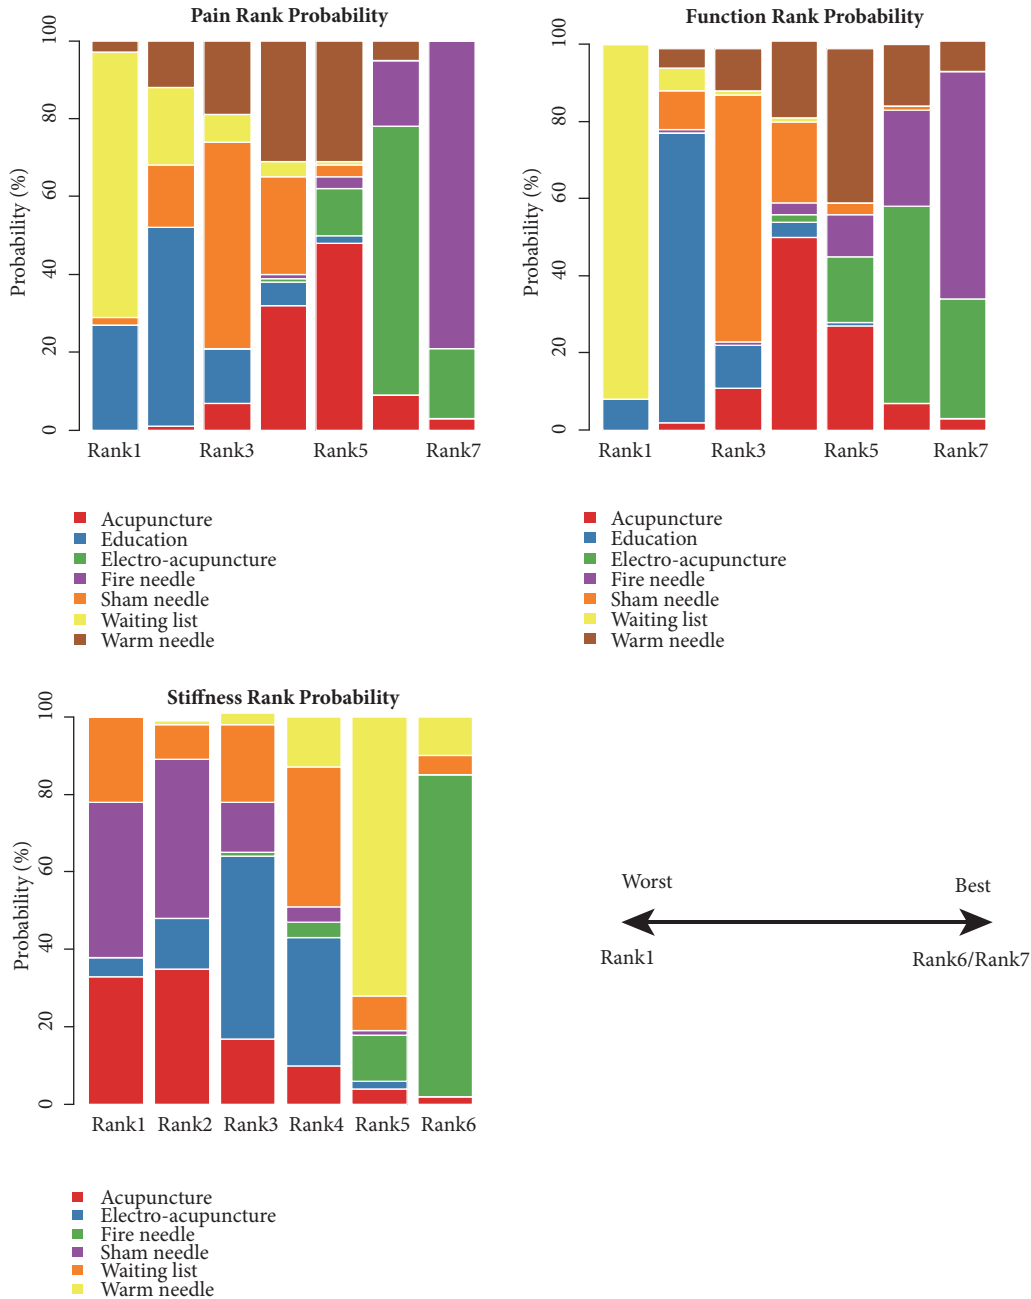 Pain Rank Probability
Probability (%)
0
20
40
60
80
100
Rank1 Rank3 Rank5 Rank7
Acupuncture
Education
Electro-acupuncture
Fire needle
Sham needle
Waiting list
Warm needle
Function Rank Probability
Probability (%)
0
20
40
60
80
100
Rank1 Rank3 Rank5 Rank7
Acupuncture
Education
Electro-acupuncture
Fire needle
Sham needle
Waiting list
Warm needle
Stiffness Rank Probability
Probability (%)
0
20
40
60
80
100
Rank1 Rank2 Rank3 Rank4 Rank5 Rank6
Acupuncture
Electro-acupuncture
Fire needle
Sham needle
Waiting list
Warm needle
Worst Best
Rank1 Rank6/Rank7